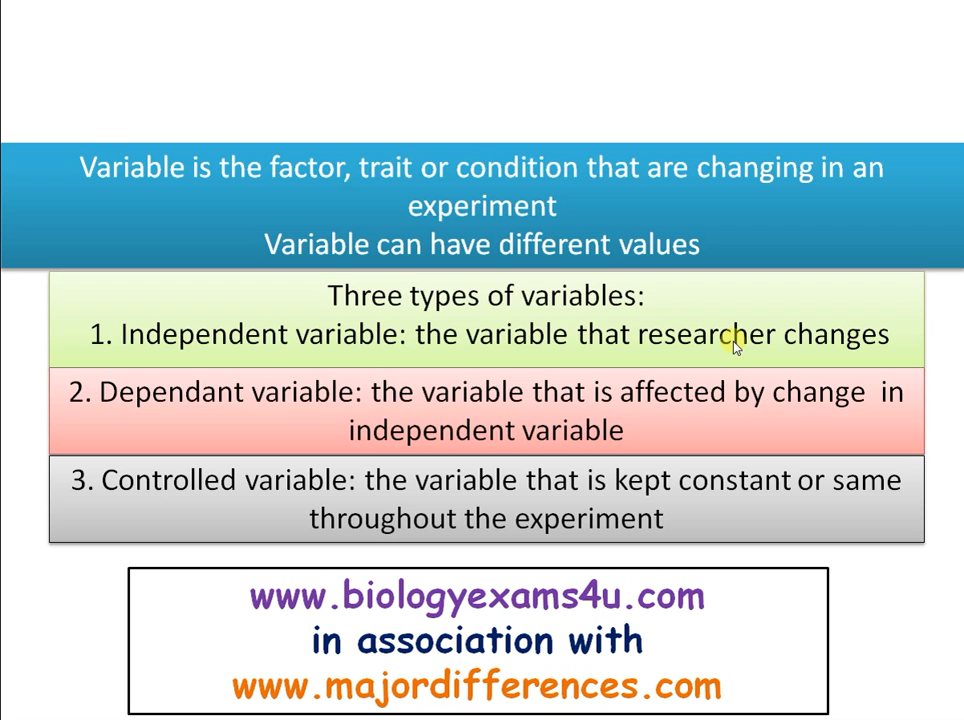 Variable is the factor, trait or condition that are changing in an
experiment
Variable can have different values
Three types of variables:
1. Independent variable: the variable that researcher changes
2. Dependant variable: the variable that is affected by change in
independent variable
3. Controlled variable: the variable that is kept constant or same
throughout the experiment
www.biologyexams4u.com
in association with
www.majordifferences.com